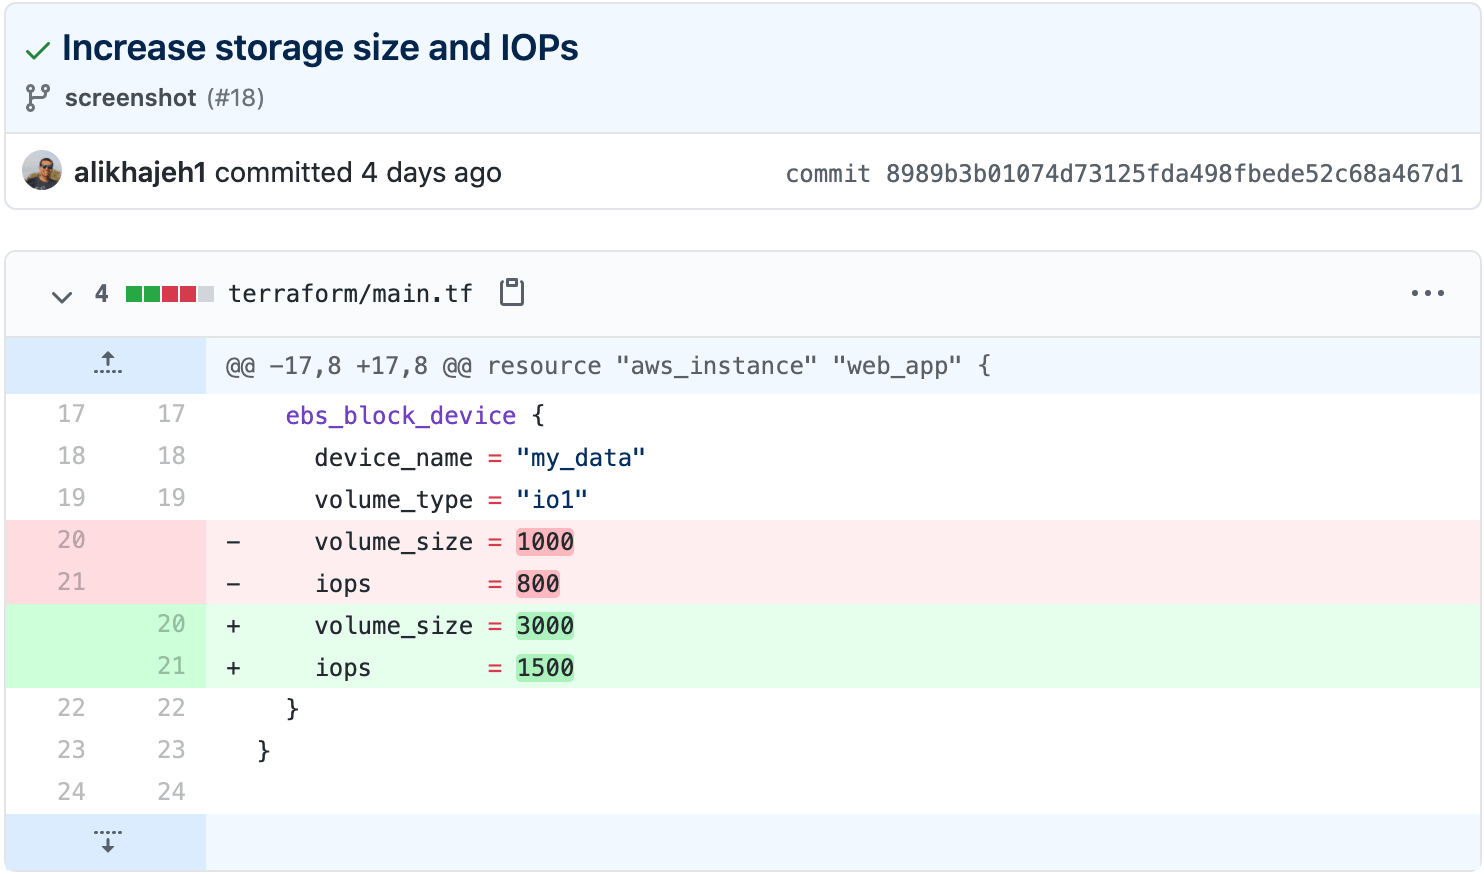 Increase storage size and IOPs
screenshot (#18)
alikhajeh1 committed 4 days ago commit 8989b3b01074d73125fda498fbede52c68a467d1
4 terraform/main.tf
@@ -17,8 +17,8 @@ resource "aws_instance" "web_app" {
17 17 ebs_block_device {
18 18 device_name = "my_data"
19 19 volume_type = "io1"
20 - volume_size = 1000
21 - iops = 800
20 + volume_size = 3000
21 + iops = 1500
22 22 }
23 23 }
24 24